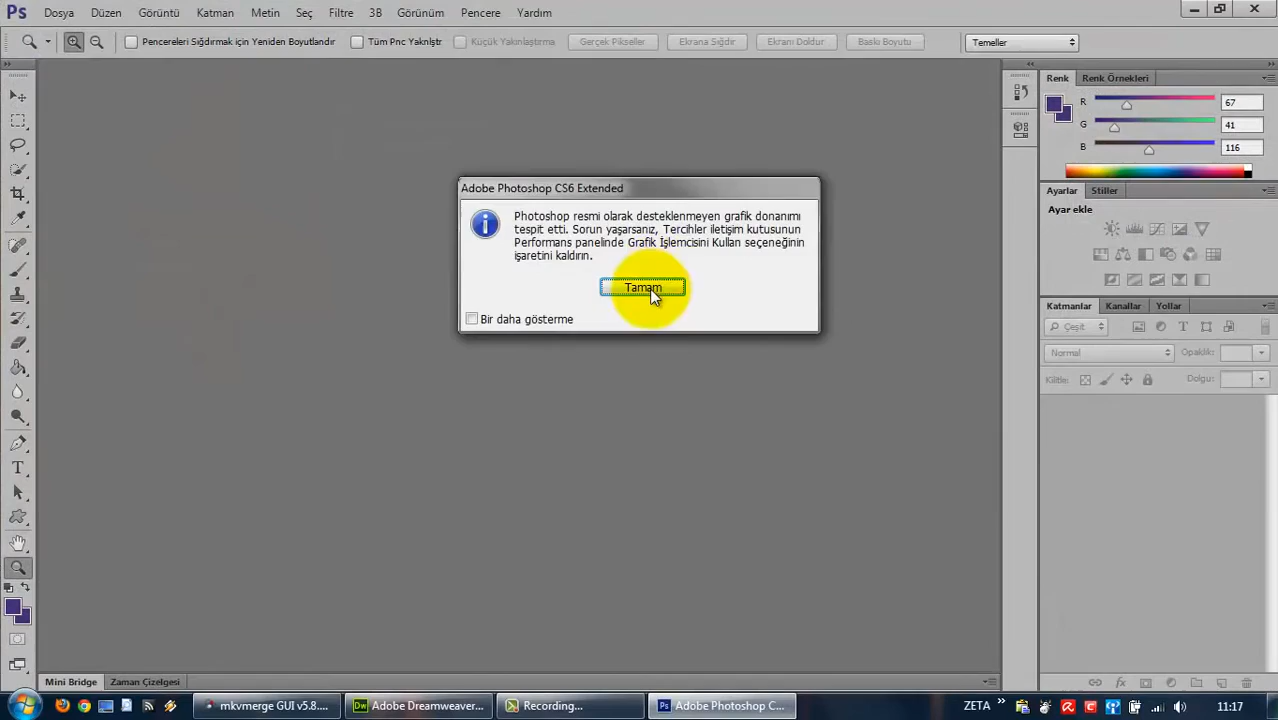 Ps Dosya Düzen Görüntü Katman Metin Seç Filtre 3B Görünüm Pencere Yardım
Pencereleri Sığdırmak için Yeniden Boyutlandır Tüm Pnc Yaknlştr Küçük Yakınlaştırma Gerçek Pikseller Ekrana Sığdır Ekranı Doldur Baskı Boyutu Temeller
Renk Renk Örnekleri
R 67
G 41
B 116
Adobe Photoshop CS6 Extended
Photoshop resmi olarak desteklenmeyen grafik donanımı
tespit etti. Sorun yaşarsanız, Tercihler iletişim kutusunun
Performans panelinde Grafik İşlemcisini Kullan seçeneğinin
işaretini kaldırın.
Tamam
Bir daha gösterme
Ayarlar Stiller
Ayar ekle
Katmanlar Kanallar Yollar
Çeşit
Normal Opaklık:
Kilitle: Dolgu:
Mini Bridge Zaman Çizelgesi
mkvmerge GUI v5.8.... Adobe Dreamweaver... Recording... Adobe Photoshop C... ZETA 11:17